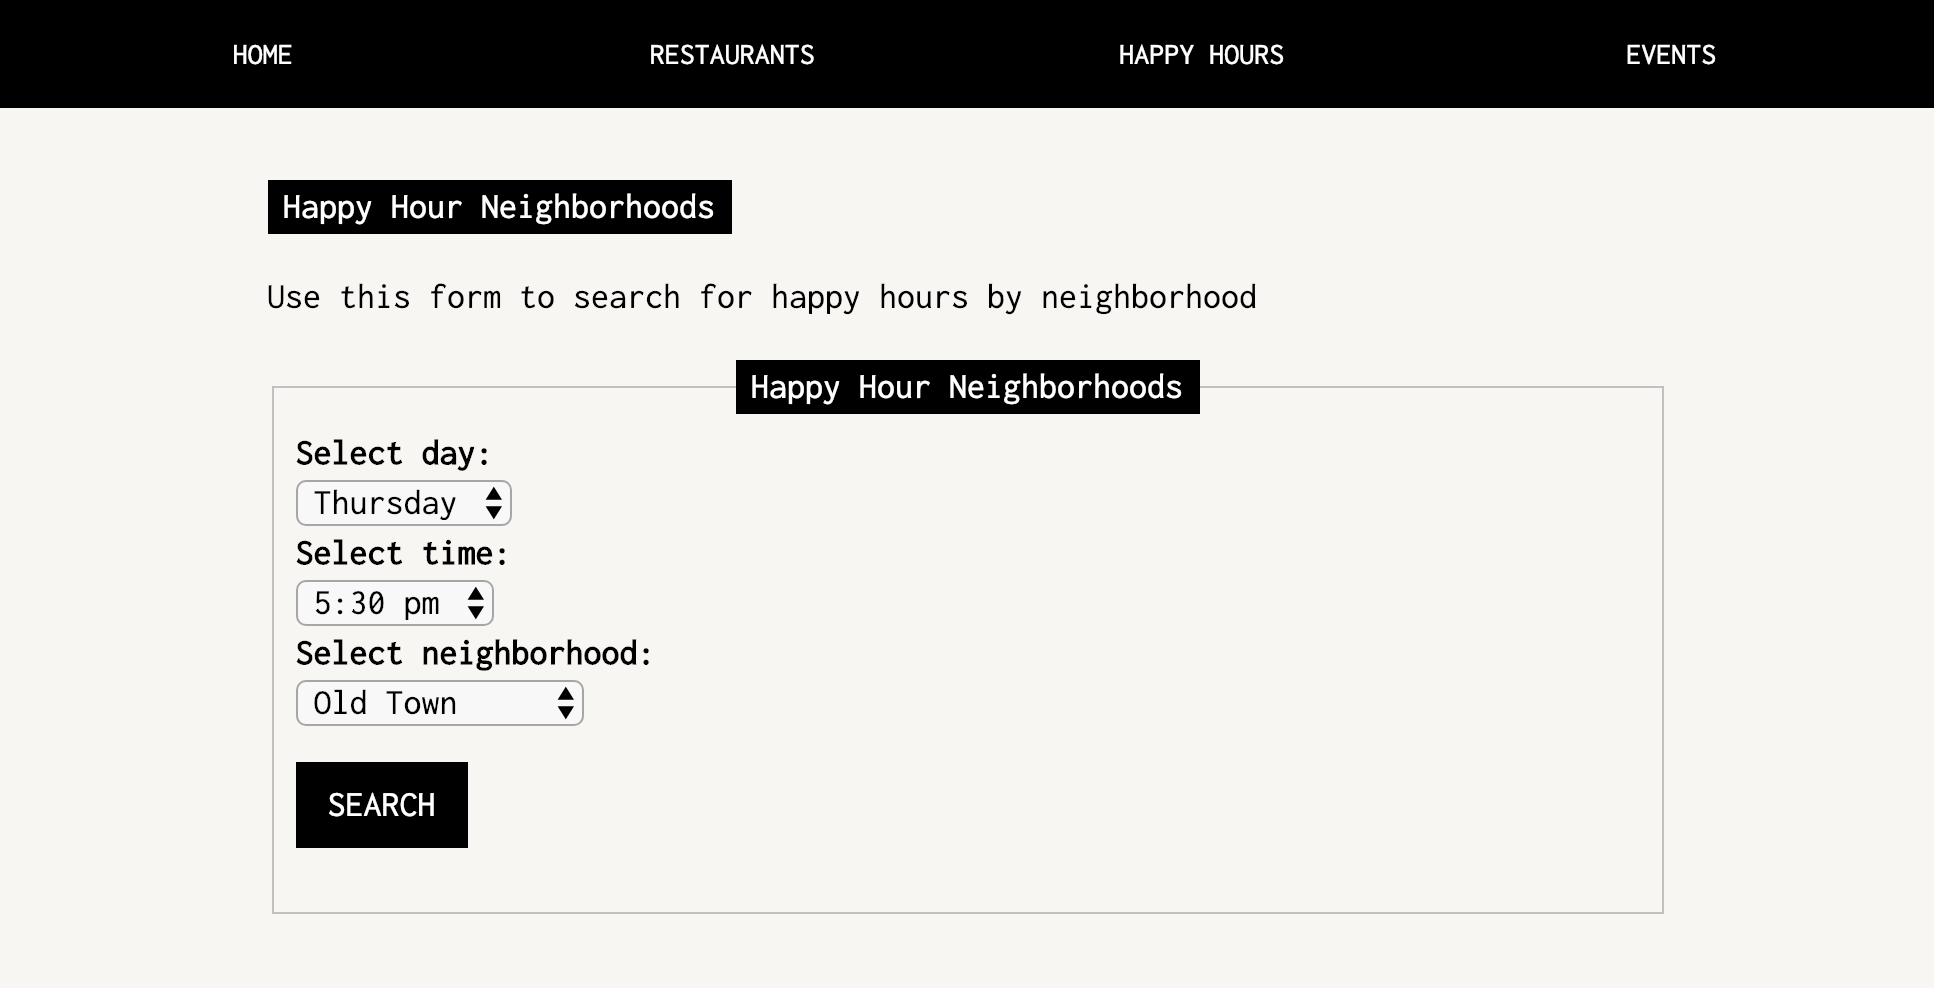 HOME RESTAURANTS HAPPY HOURS EVENTS
Happy Hour Neighborhoods
Use this form to search for happy hours by neighborhood
Happy Hour Neighborhoods
Select day:
Thursday
Select time:
5:30 pm
Select neighborhood:
Old Town
SEARCH